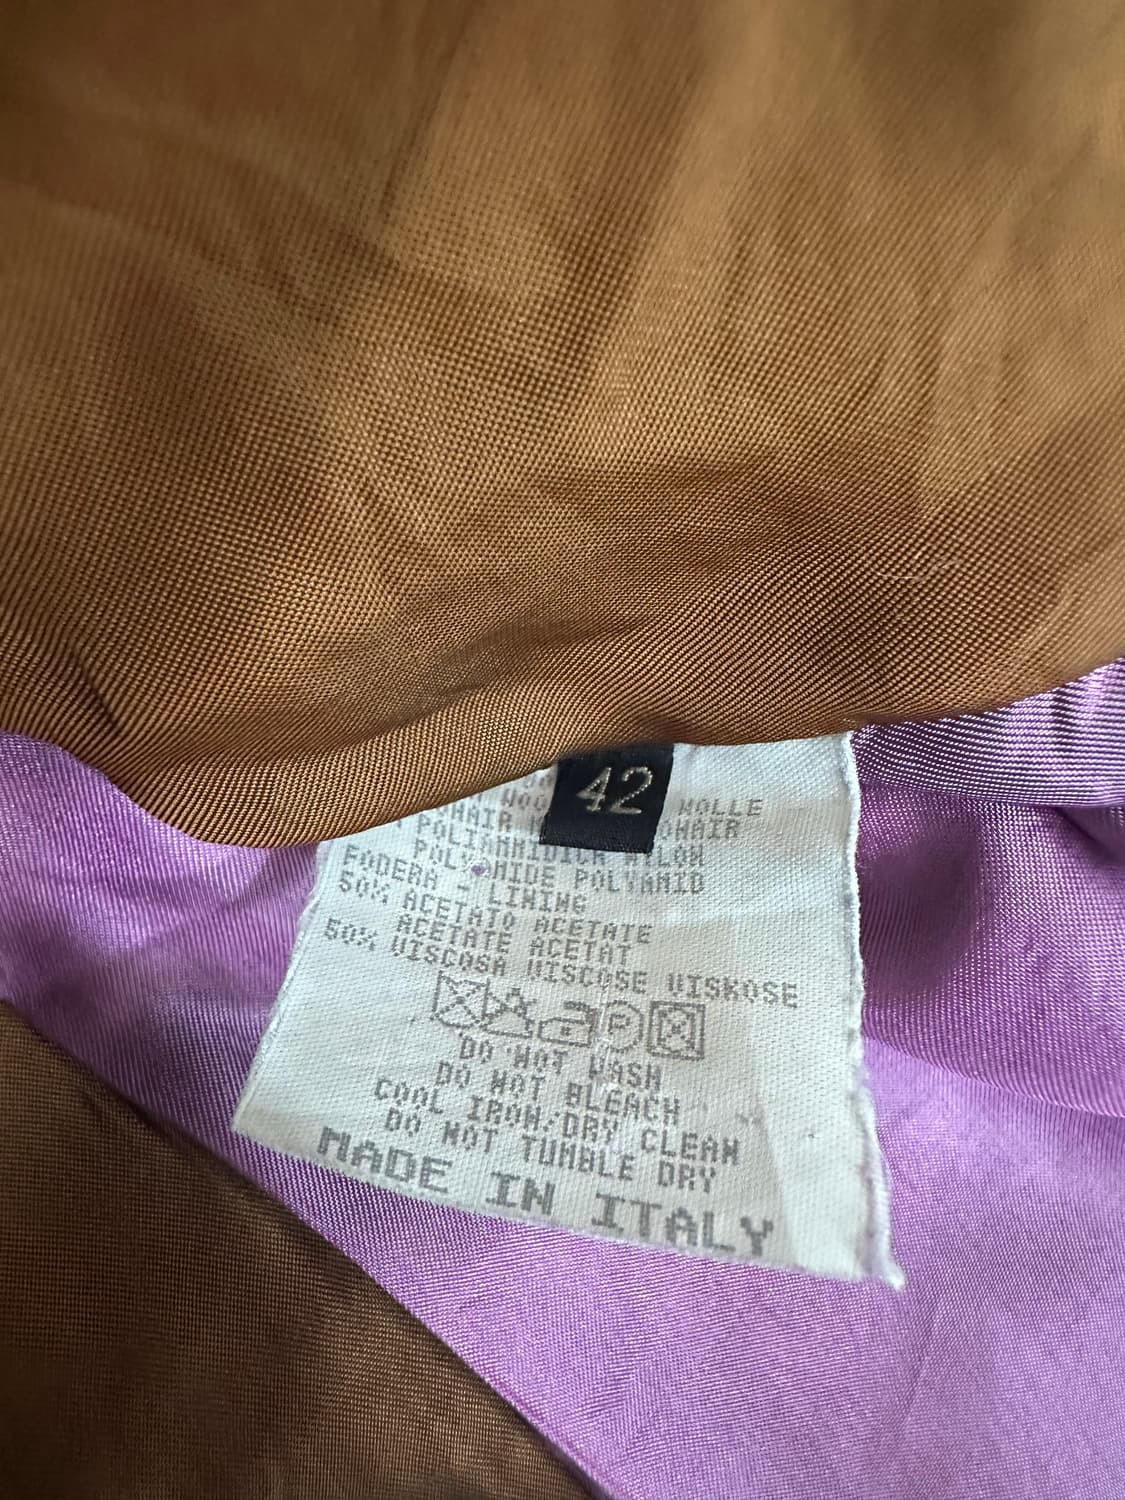 42
WOLLE
POLIAMMIDICA NYLON
POLYAMIDE POLYAMID
FODERA - LINING
50% ACETATO ACETATE
ACETATE ACETAT
50% VISCOSA VISCOSE VISKOSE
P
DO NOT WASH
DO NOT BLEACH
COOL IRON/DRY CLEAN
DO NOT TUMBLE DRY
MADE IN ITALY